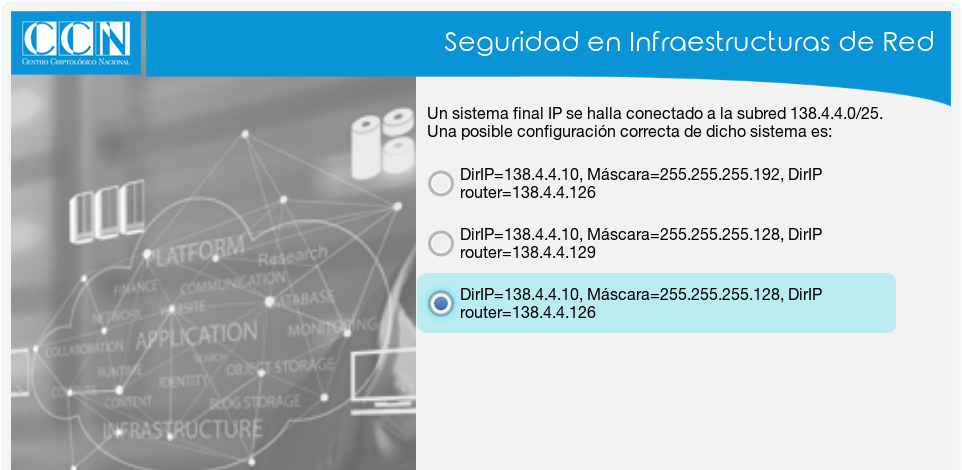 CCN
CENTRO CRIPTOLÓGICO NACIONAL
Seguridad en Infraestructuras de Red
Un sistema final IP se halla conectado a la subred 138.4.4.0/25.
Una posible configuración correcta de dicho sistema es:
DirIP=138.4.4.10, Máscara=255.255.255.192, DirIP
router=138.4.4.126
DirIP=138.4.4.10, Máscara=255.255.255.128, DirIP
router=138.4.4.129
DirIP=138.4.4.10, Máscara=255.255.255.128, DirIP
router=138.4.4.126
PLATFORM
Research
FINANCE
COMMUNICATION
DATABASE
NETWORK
WEBSITE
APPLICATION
MONITORING
COLLABORATION
SEARCH
RUNTIME
IDENTITY
OBJECT STORAGE
COMPUTE
CONTENT
BLOG STORAGE
INFRASTRUCTURE